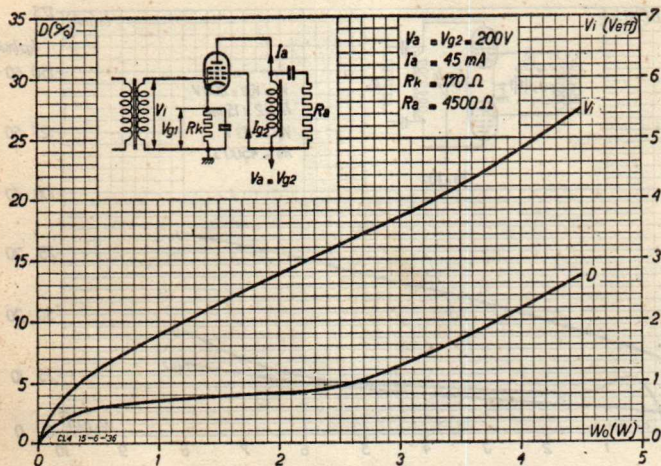 D(%)
Vi (Veff)
35
30
25
20
15
10
5
0
7
6
5
4
3
2
1
0
Va = Vg2 = 200V
Ia = 45 mA
Rk = 170 Ω
Ra = 4500 Ω
Ia
Vi
Vg1
Rk
Ig2
Ra
Va = Vg2
Vi
D
CL4 15-6-'36
Wo(W)
0
1
2
3
4
5